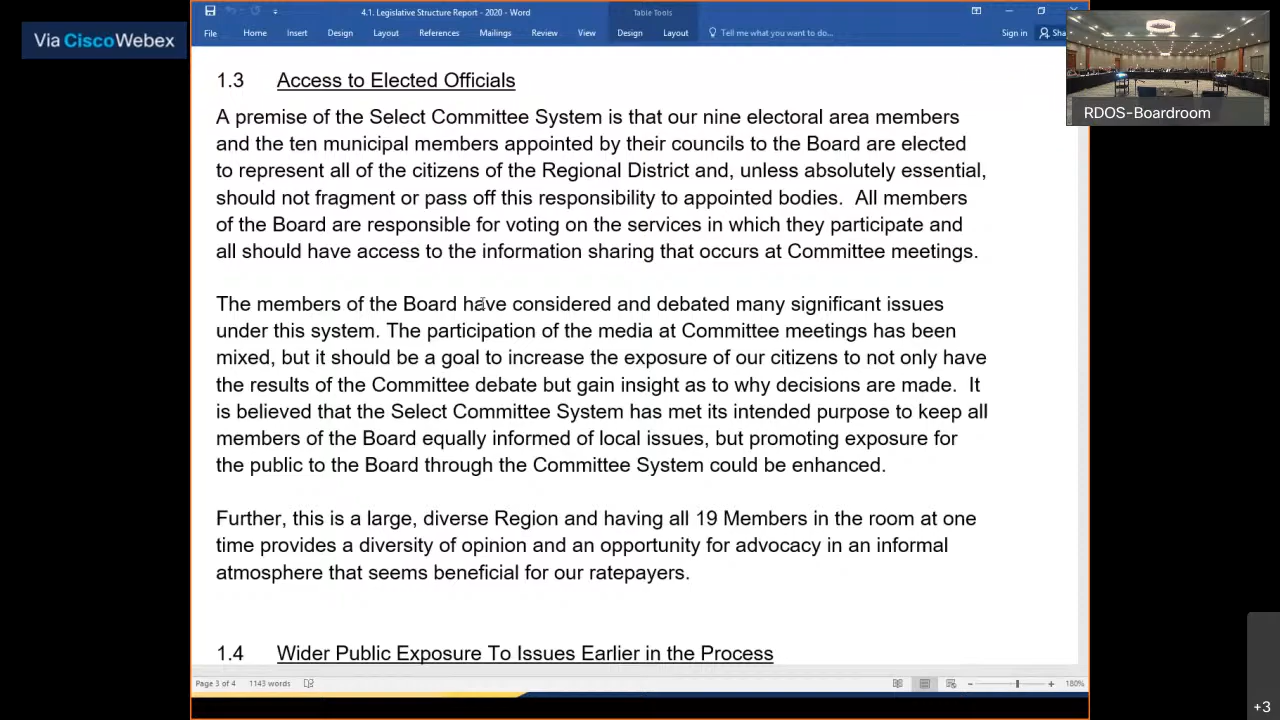 Via CiscoWebex
4.1. Legislative Structure Report - 2020 - Word
Table Tools
File Home Insert Design Layout References Mailings Review View Design Layout Tell me what you want to do... Sign in Sha
RDOS-Boardroom
1.3 Access to Elected Officials
A premise of the Select Committee System is that our nine electoral area members
and the ten municipal members appointed by their councils to the Board are elected
to represent all of the citizens of the Regional District and, unless absolutely essential,
should not fragment or pass off this responsibility to appointed bodies. All members
of the Board are responsible for voting on the services in which they participate and
all should have access to the information sharing that occurs at Committee meetings.
The members of the Board have considered and debated many significant issues
under this system. The participation of the media at Committee meetings has been
mixed, but it should be a goal to increase the exposure of our citizens to not only have
the results of the Committee debate but gain insight as to why decisions are made. It
is believed that the Select Committee System has met its intended purpose to keep all
members of the Board equally informed of local issues, but promoting exposure for
the public to the Board through the Committee System could be enhanced.
Further, this is a large, diverse Region and having all 19 Members in the room at one
time provides a diversity of opinion and an opportunity for advocacy in an informal
atmosphere that seems beneficial for our ratepayers.
1.4 Wider Public Exposure To Issues Earlier in the Process
Page 3 of 4 1143 words 180%
+3